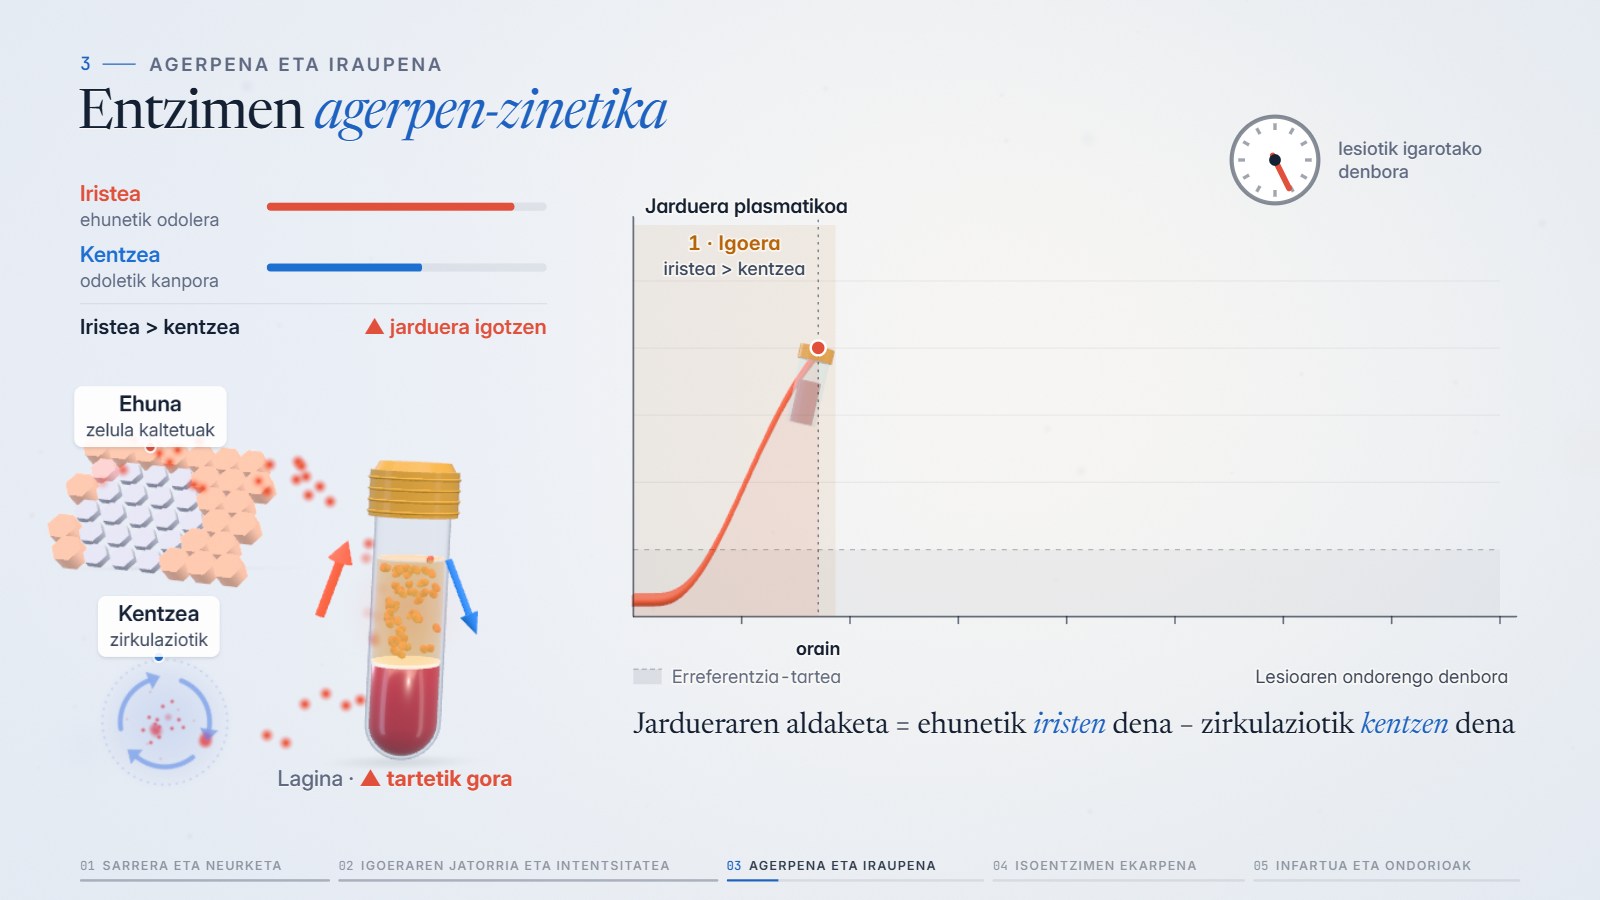 3 — AGERPENA ETA IRAUPENA
Entzimen agerpen-zinetika
lesiotik igarotako
denbora
Iristea
ehunetik odolera
Kentzea
odoletik kanpora
Iristea > kentzea
▲ jarduera igotzen
Jarduera plasmatikoa
1 · Igoera
iristea > kentzea
Ehuna
zelula kaltetuak
Kentzea
zirkulaziotik
Lagina · ▲ tartetik gora
orain
Erreferentzia-tartea
Lesioaren ondorengo denbora
Jardueraren aldaketa = ehunetik iristen dena – zirkulaziotik kentzen dena
01 SARRERA ETA NEURKETA
02 IGOERAREN JATORRIA ETA INTENTSITATEA
03 AGERPENA ETA IRAUPENA
04 ISOENTZIMEN EKARPENA
05 INFARTUA ETA ONDORIOAK